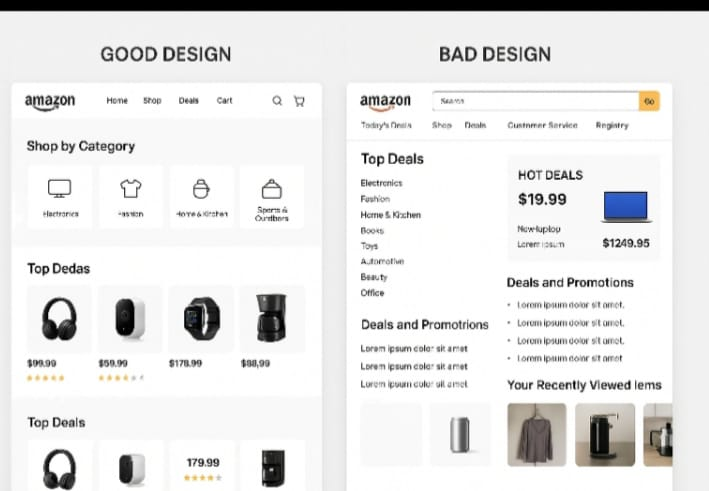 GOOD DESIGN
amazon
Home Shop Deals Cart
Shop by Category
Electronics
Fashion
Home & Kitchen
Sports &
Outdbors
Top Dedas
$99.99
$59.99
$178.99
$88,99
Top Deals
179.99
BAD DESIGN
amazon
Search
Go
Today's Deals Shop Deals Customer Service Registry
Top Deals
Electronics
Fashion
Home & Kitchen
Books
Toys
Automotive
Beauty
Office
Deals and Promotrions
Lorem ipsum dolor sit amet
Lorem ipsum dolor sit amet
Lorem ipsum dolor sit amet
HOT DEALS
$19.99
New-laplop
Lorem ipsum
$1249.95
Deals and Promotions
• Lorem ipsum dolor sit amet.
• Lorem ipsum dolor sit amet.
• Lorem ipsum dolor sit amet.
• Lorem ipsum dolor sit amet
Your Recently Viewed lems